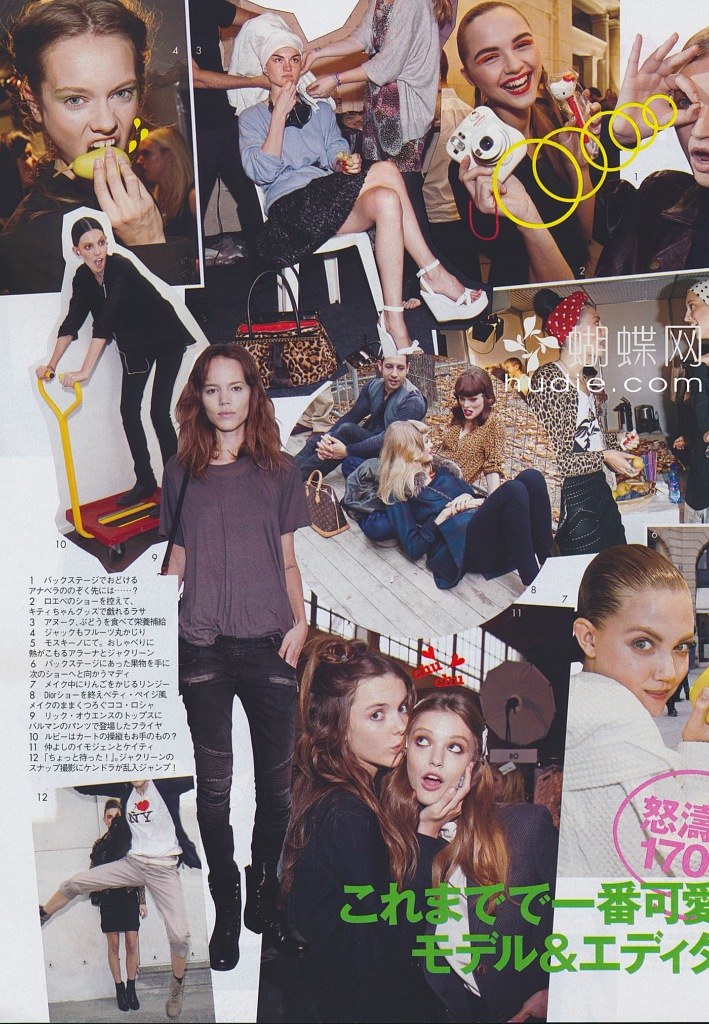 4
3
1
2
蝴蝶网
hudie.com
5
6
10
9
8
7
11
1 バックステージでおどける
アナベラののぞく先には……?
2 ロエベのショーを控えて、
キティちゃんグッズで戯れるラサ
3 アヌーク、ぶどうを食べて栄養補給
4 ジャックもフルーツ丸かじり
5 モスキーノにて。おしゃべりに
熱がこもるアラーナとジャクリーン
6 バックステージにあった果物を手に
次のショーへと向かうマディ
7 メイク中にりんごをかじるリンジー
8 Diorショーを終えベティ・ペイジ風
メイクのままくつろぐココ・ロシャ
9 リック・オウエンスのトップスに
バルマンのパンツで登場したフライヤ
10 ルビーはカートの操縦もお手のもの?
11 仲よしのイモジェンとケイティ
12 「ちょっと待った!」。ジャクリーンの
スナップ撮影にケンドラが乱入ジャンプ!
chu
chu
80
12
I NY
怒濤
170
これまでで一番可愛
モデル&エディタ